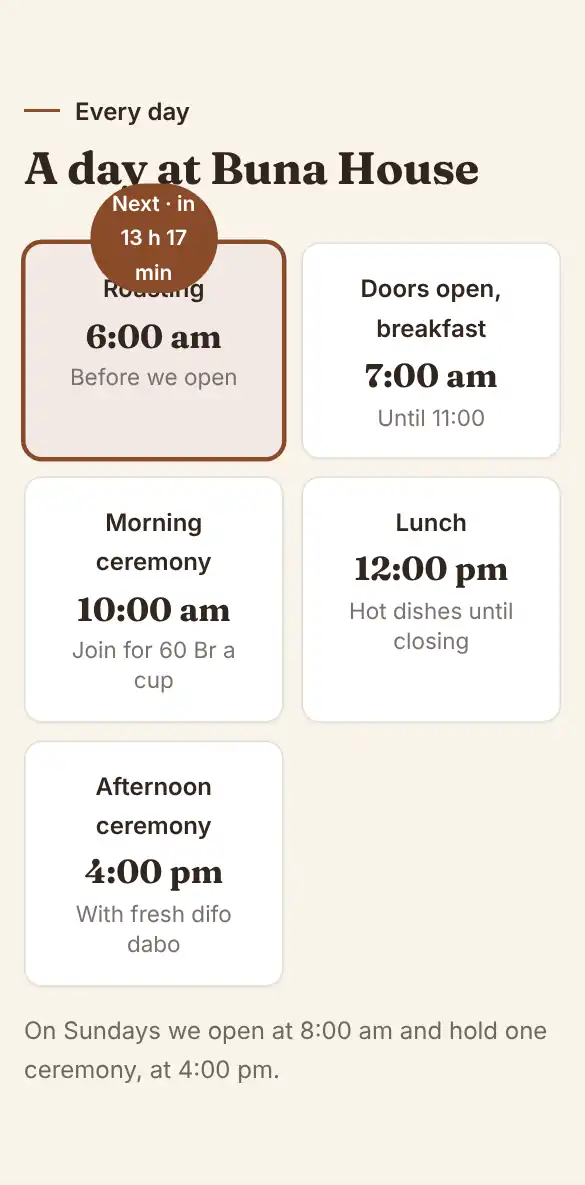 Every day
A day at Buna House
Next · in
13 h 17
min
Roasting
6:00 am
Before we open
Doors open,
breakfast
7:00 am
Until 11:00
Morning
ceremony
10:00 am
Join for 60 Br a
cup
Lunch
12:00 pm
Hot dishes until
closing
Afternoon
ceremony
4:00 pm
With fresh difo
dabo
On Sundays we open at 8:00 am and hold one
ceremony, at 4:00 pm.